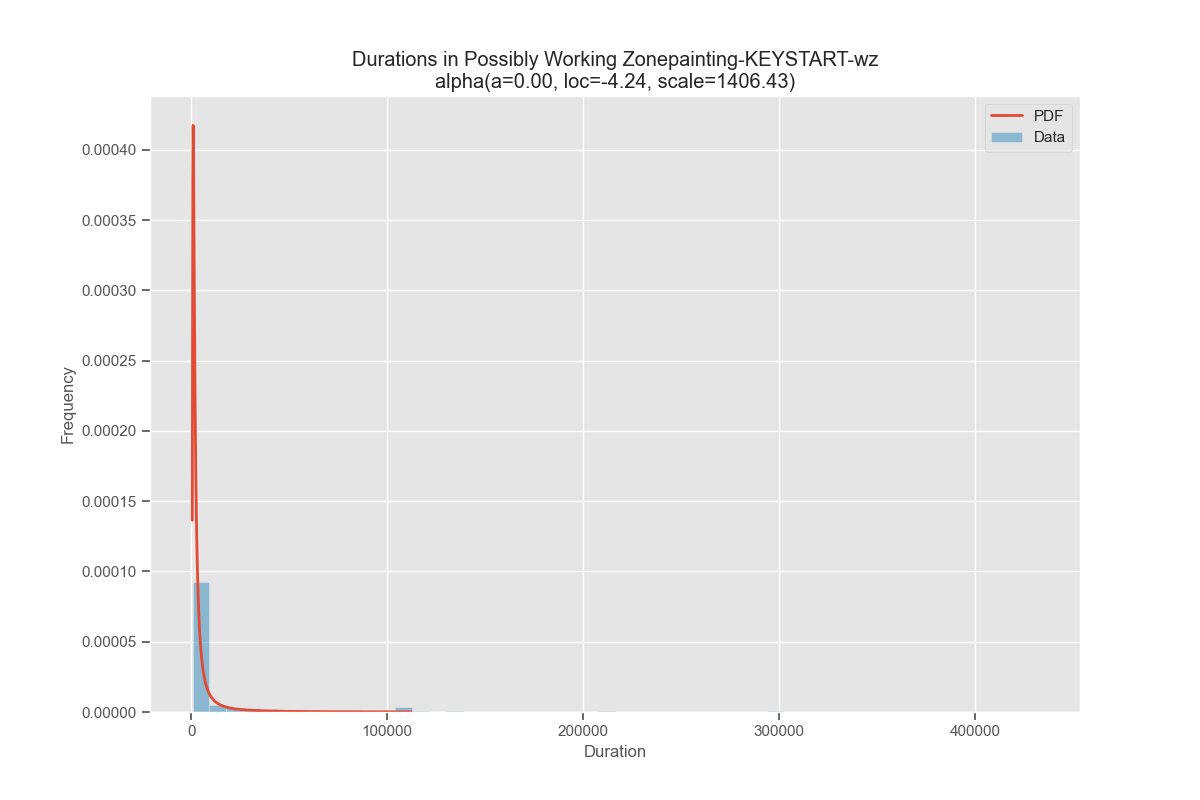 Durations in Possibly Working Zonepainting-KEYSTART-wz
alpha(a=0.00, loc=-4.24, scale=1406.43)
PDF
Data
0.00040
0.00035
0.00030
0.00025
0.00020
0.00015
0.00010
0.00005
0.00000
Frequency
0
100000
200000
300000
400000
Duration